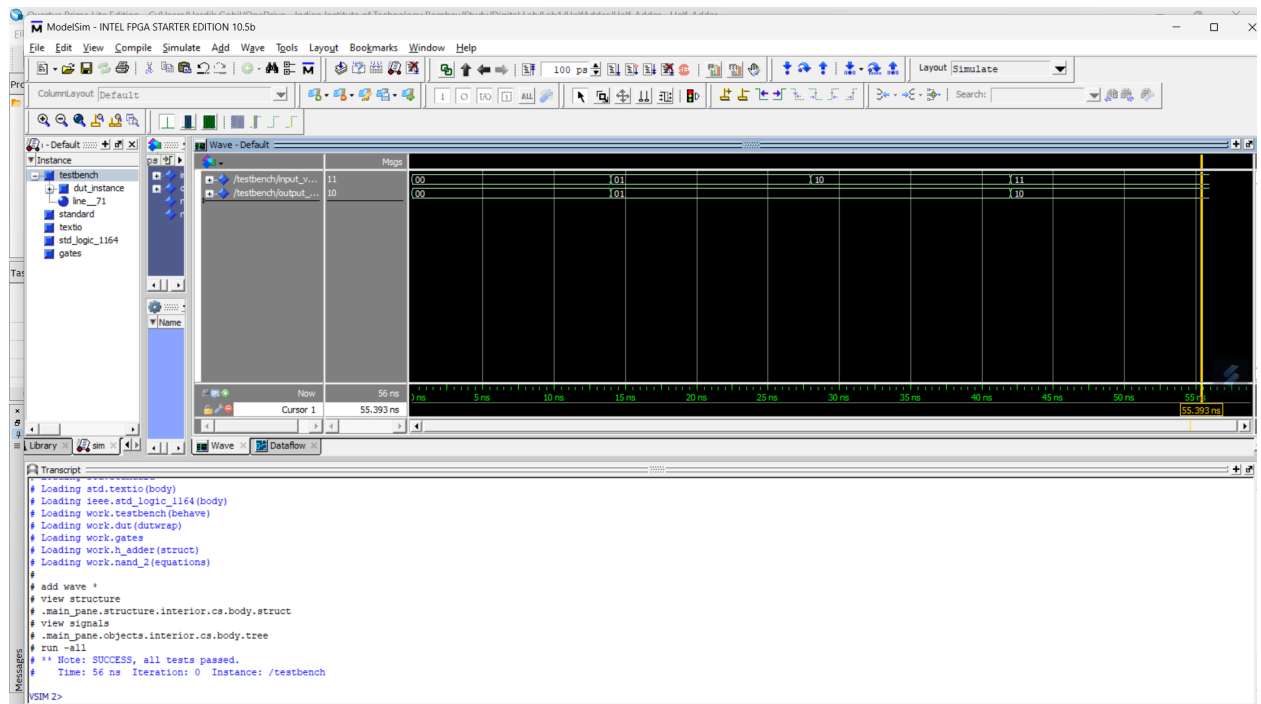 ModelSim - INTEL FPGA STARTER EDITION 10.5b
File Edit View Compile Simulate Add Wave Tools Layout Bookmarks Window Help
100 ps
Layout Simulate
ColumnLayout Default
Search:
- Default
Wave - Default
Instance
ps
Msgs
testbench
dut_instance
line__71
standard
textio
std_logic_1164
gates
/testbench/input_v... 11 00 01 10 11
/testbench/output_... 10 00 01 10
Name
Now 56 ns
5 ns 10 ns 15 ns 20 ns 25 ns 30 ns 35 ns 40 ns 45 ns 50 ns 55
Cursor 1 55.393 ns
55.393 ns
Library sim Wave Dataflow
Transcript
# Loading std.textio(body)
# Loading ieee.std_logic_1164(body)
# Loading work.testbench(behave)
# Loading work.dut(dutwrap)
# Loading work.gates
# Loading work.h_adder(struct)
# Loading work.nand_2(equations)
#
# add wave *
# view structure
# .main_pane.structure.interior.cs.body.struct
# view signals
# .main_pane.objects.interior.cs.body.tree
# run -all
# ** Note: SUCCESS, all tests passed.
# Time: 56 ns Iteration: 0 Instance: /testbench
VSIM 2>
Messages